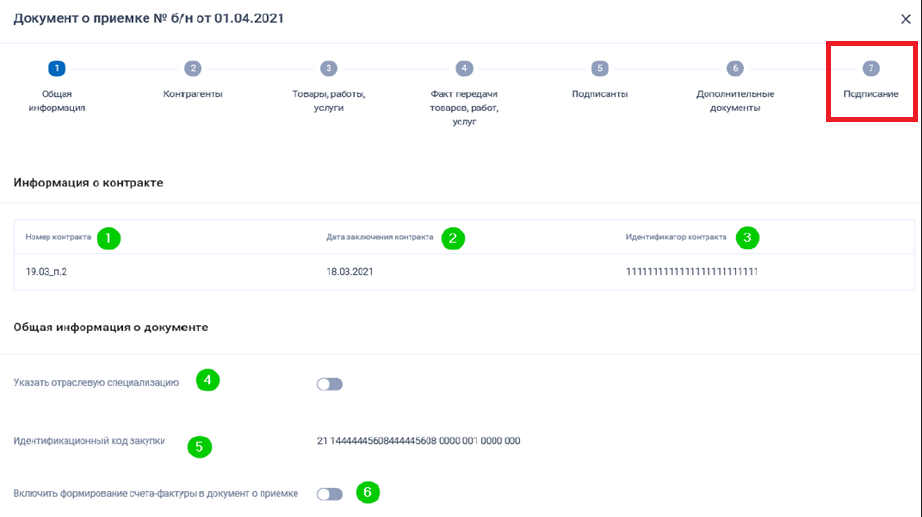 Документ о приемке № б/н от 01.04.2021
1 2 3 4 5 6 7
Общая Контрагенты Товары, работы, Факт передачи Подписанты Дополнительные Подписание
информация услуги товаров, работ, документы
услуг
Информация о контракте
Номер контракта 1 Дата заключения контракта 2 Идентификатор контракта 3
19.03_п.2 18.03.2021
Общая информация о документе
Указать отраслевую специализацию 4
Идентификационный код закупки 5 21 14444445608444445608 0000 001 0000 000
Включить формирование счета-фактуры в документ о приемке 6